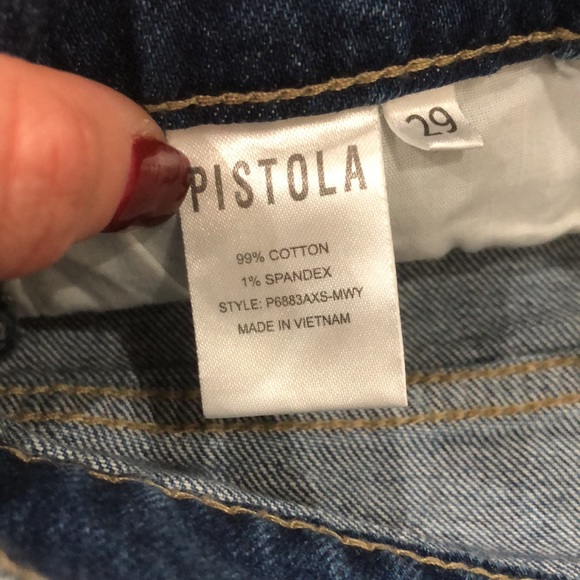 PISTOLA
29
99% COTTON
1% SPANDEX
STYLE: P6883AXS-MWY
MADE IN VIETNAM